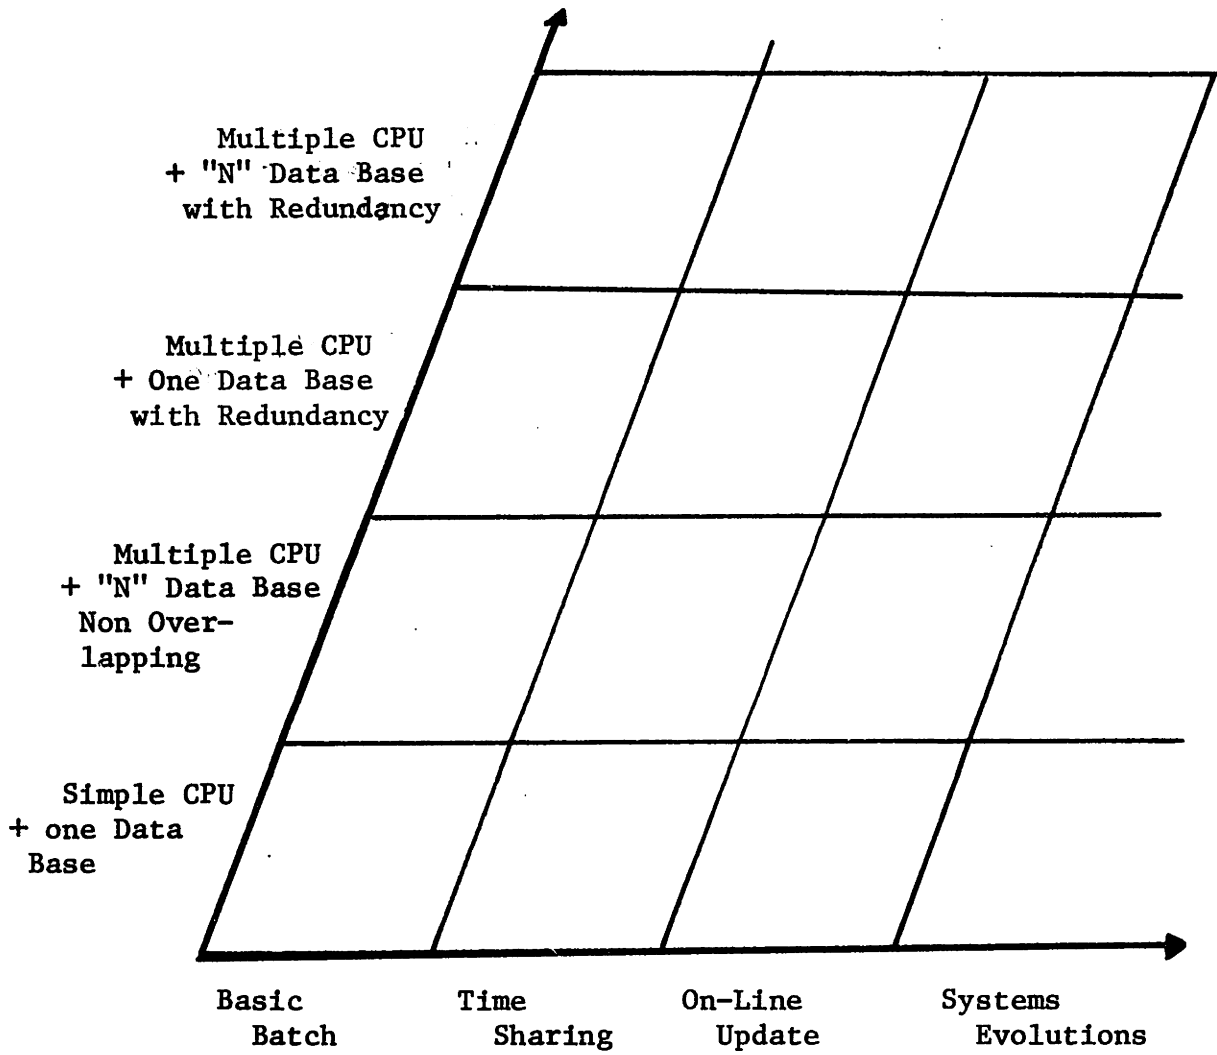 Multiple CPU
+ "N" Data Base
with Redundancy
Multiple CPU
+ One Data Base
with Redundancy
Multiple CPU
+ "N" Data Base
Non Over-
lapping
Simple CPU
+ one Data
Base
Basic
Batch
Time
Sharing
On-Line
Update
Systems
Evolutions